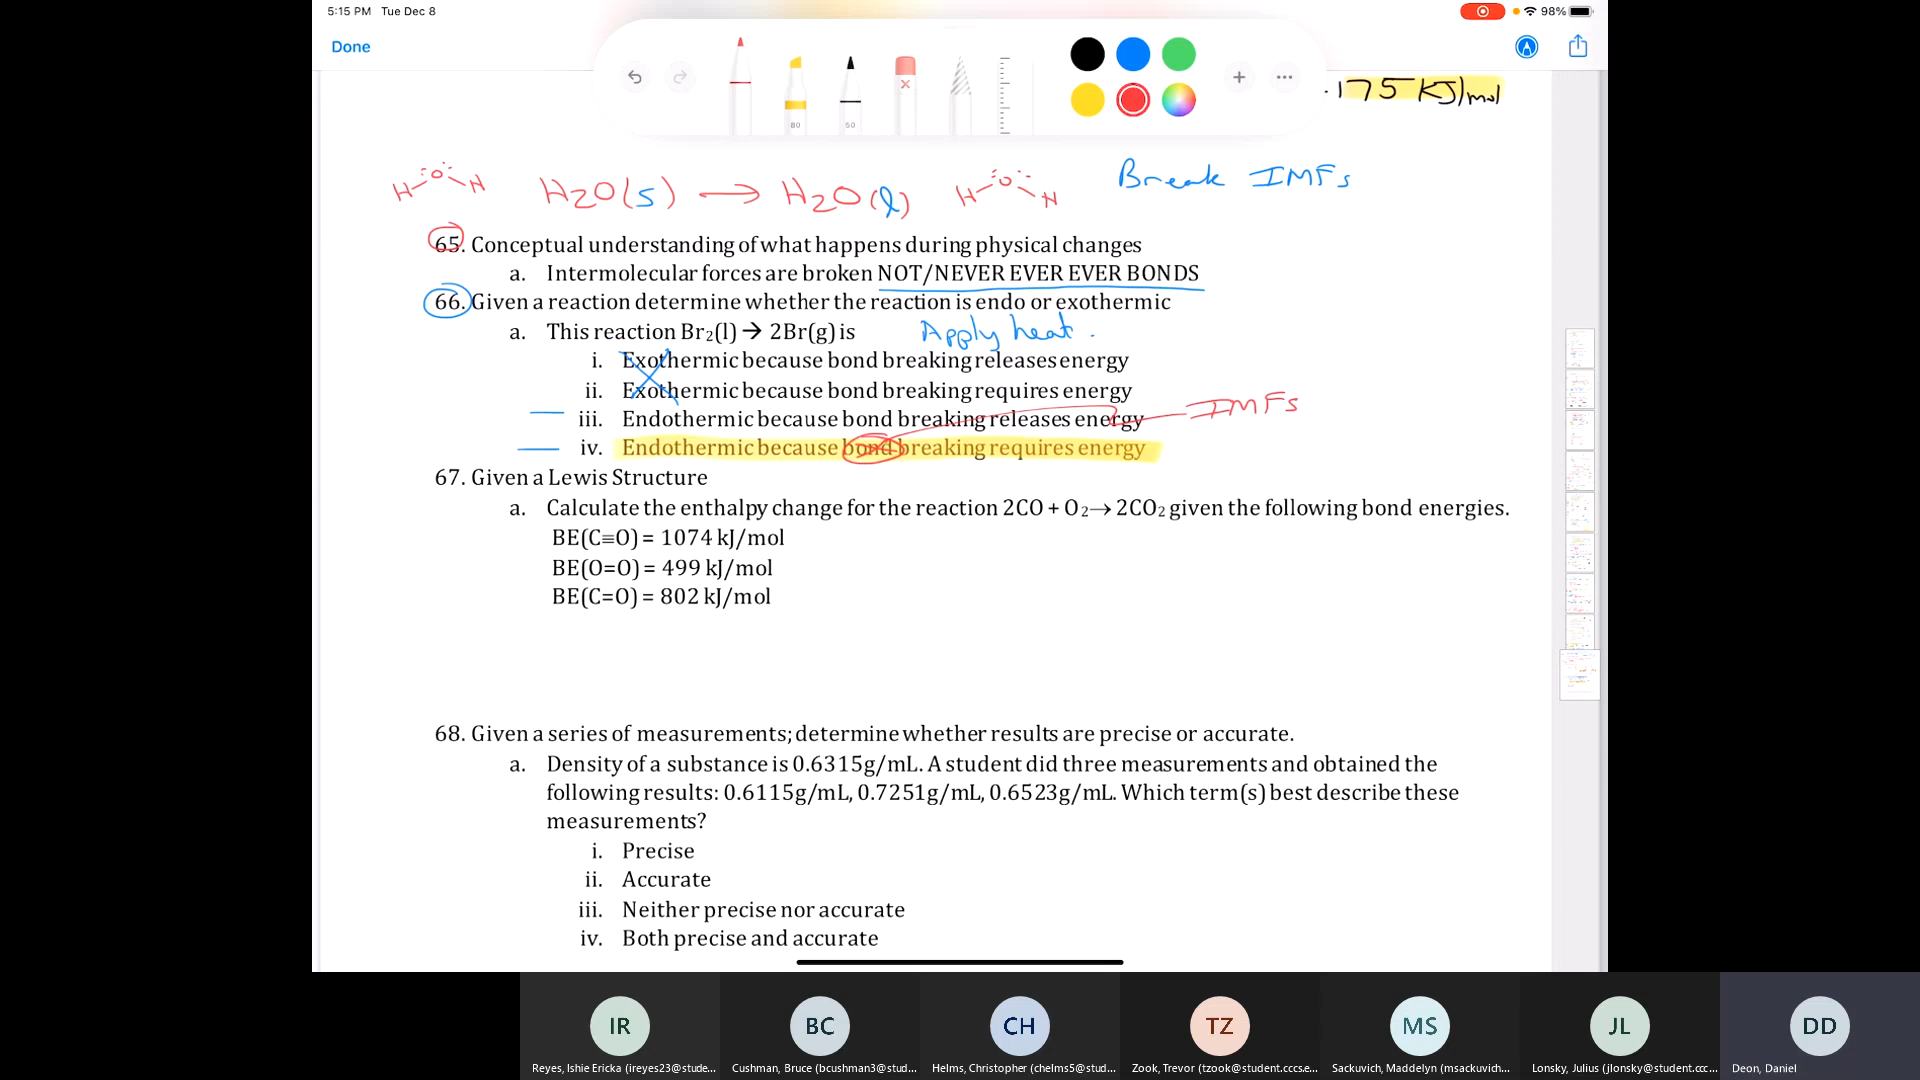 5:15 PM Tue Dec 8
98%
Done
80
50
.175 KJ/mol
H O H H2O(s) → H2O(l) H O H Break IMFs
65. Conceptual understanding of what happens during physical changes
a. Intermolecular forces are broken NOT/NEVER EVER EVER BONDS
66. Given a reaction determine whether the reaction is endo or exothermic
a. This reaction Br₂(l) → 2Br(g) is Apply heat.
i. Exothermic because bond breaking releases energy
ii. Exothermic because bond breaking requires energy
iii. Endothermic because bond breaking releases energy IMFs
iv. Endothermic because bond breaking requires energy
67. Given a Lewis Structure
a. Calculate the enthalpy change for the reaction 2CO + O₂→ 2CO₂ given the following bond energies.
BE(C≡O) = 1074 kJ/mol
BE(O=O) = 499 kJ/mol
BE(C=O) = 802 kJ/mol
68. Given a series of measurements; determine whether results are precise or accurate.
a. Density of a substance is 0.6315g/mL. A student did three measurements and obtained the
following results: 0.6115g/mL, 0.7251g/mL, 0.6523g/mL. Which term(s) best describe these
measurements?
i. Precise
ii. Accurate
iii. Neither precise nor accurate
iv. Both precise and accurate
IR BC CH TZ MS JL DD
Reyes, Ishie Ericka (ireyes23@stude... Cushman, Bruce (bcushman3@stud... Helms, Christopher (chelms5@stud... Zook, Trevor (tzook@student.cccs.e... Sackuvich, Maddelyn (msackuvich... Lonsky, Julius (jlonsky@student.ccc... Deon, Daniel